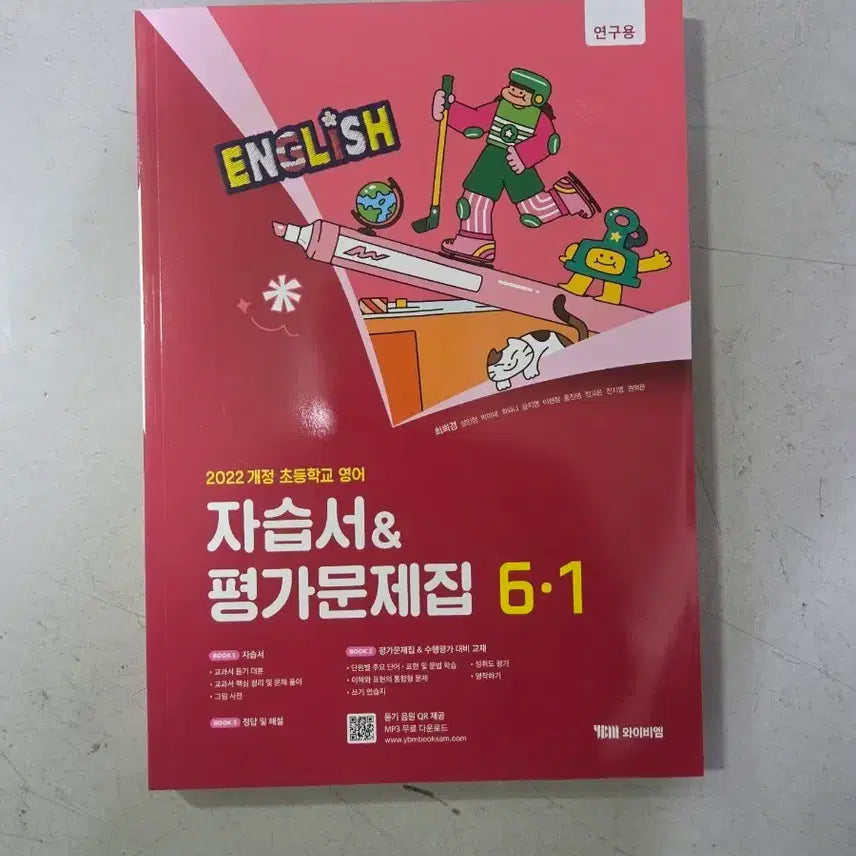 연구용
ENGLISH
최희경
2022 개정 초등학교 영어
자습서&
평가문제집 6·1
BOOK 1 자습서
• 교과서 듣기 대본
• 교과서 핵심 정리 및 문제 풀이
• 그림 사전
BOOK 2 평가문제집 & 수행평가 대비 교재
• 단원별 주요 단어·표현 및 문법 학습
• 이해와 표현의 통합형 문제
• 쓰기 연습지
• 성취도 평가
• 영작하기
BOOK 3 정답 및 해설
듣기 음원 QR 제공
MP3 무료 다운로드
www.ybmbooksam.com
YBM 와이비엠